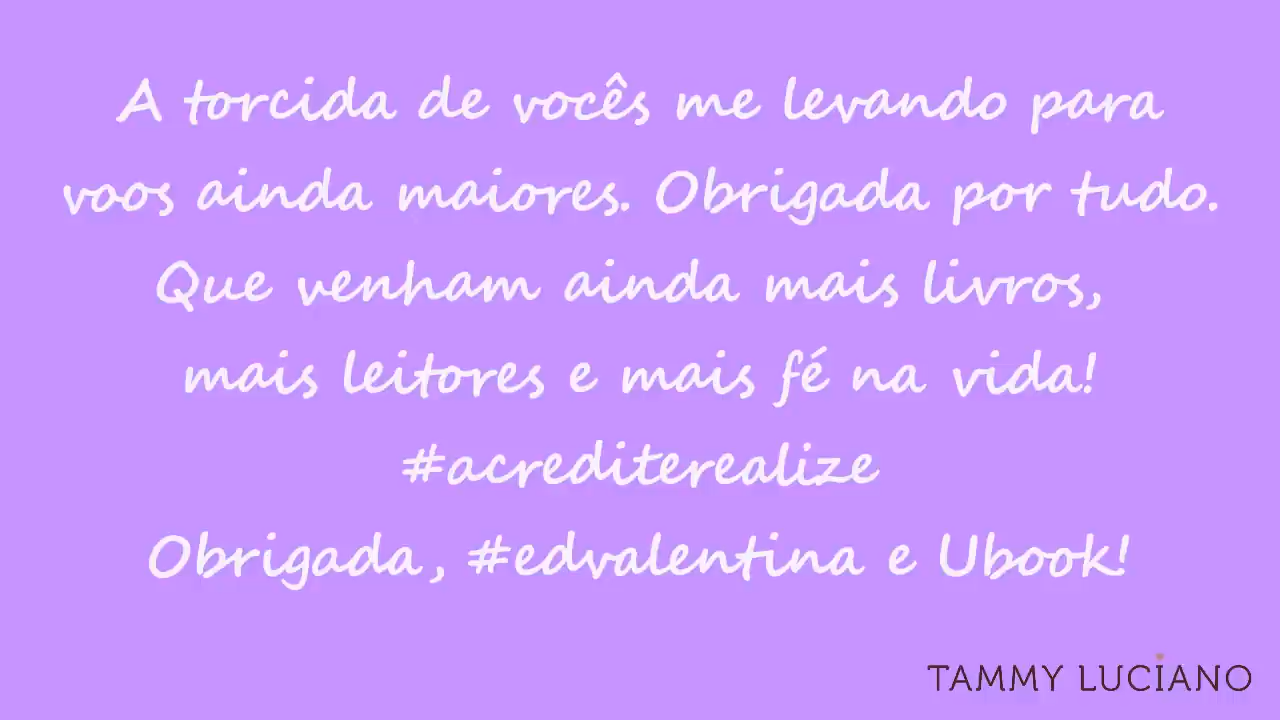 A torcida de vocês me levando para
voos ainda maiores. Obrigada por tudo.
Que venham ainda mais livros,
mais leitores e mais fé na vida!
#acrediterealize
Obrigada, #edvalentina e Ubook!
TAMMY LUCIANO